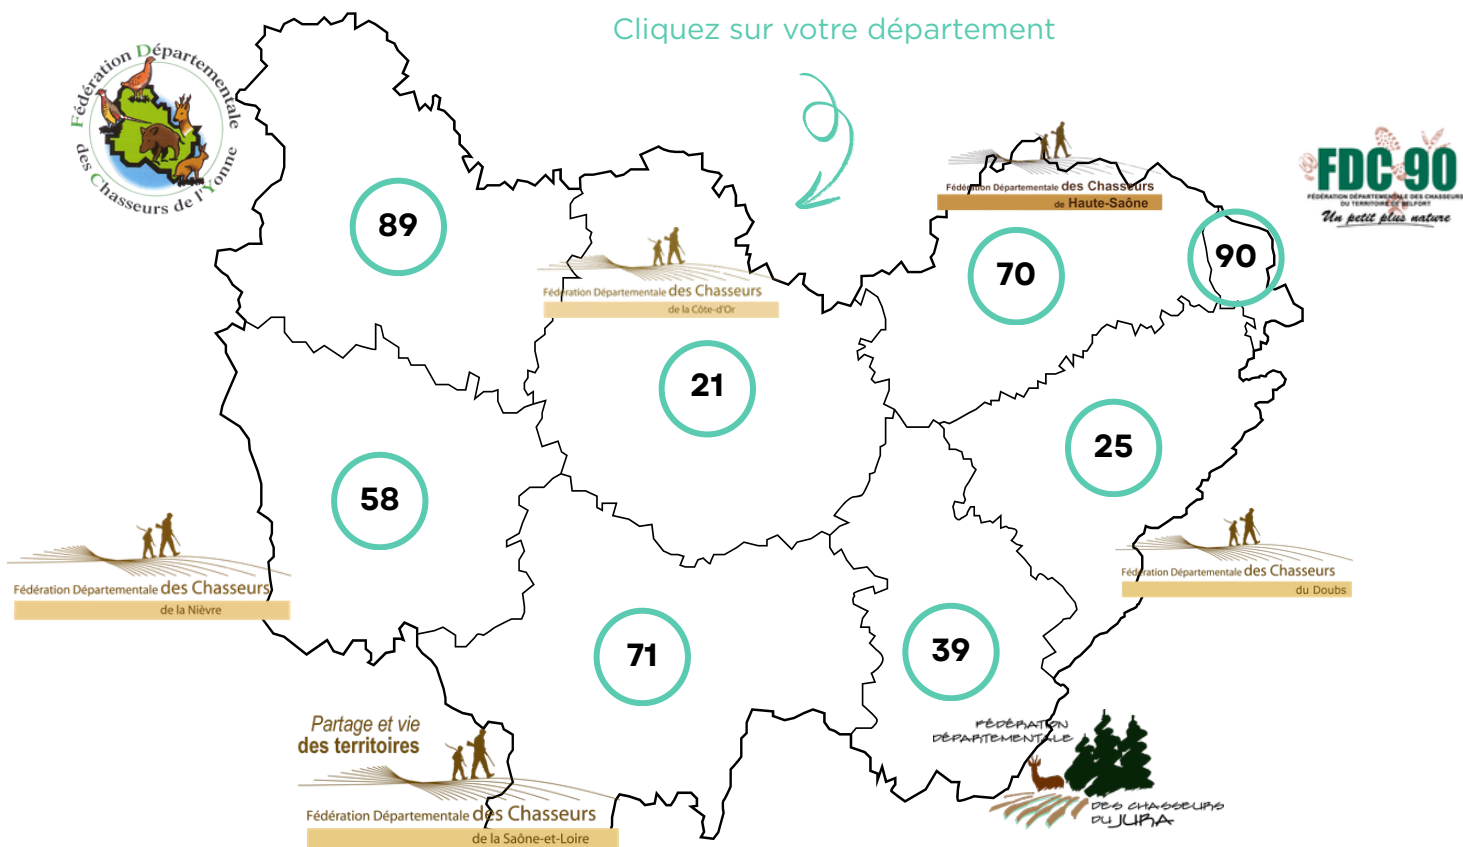 Cliquez sur votre département
Fédération Départementale
des Chasseurs de l'Yonne
Fédération Départementale des Chasseurs
de Haute-Saône
FDC 90
FÉDÉRATION DÉPARTEMENTALE DES CHASSEURS
DU TERRITOIRE DE BELFORT
Un petit plus nature
89
90
70
Fédération Départementale des Chasseurs
de la Côte-d'Or
21
25
58
Fédération Départementale des Chasseurs
de la Nièvre
Fédération Départementale des Chasseurs
du Doubs
71
39
Partage et vie
des territoires
Fédération Départementale des Chasseurs
de la Saône-et-Loire
FÉDÉRATION
DÉPARTEMENTALE
DES CHASSEURS
DU JURA